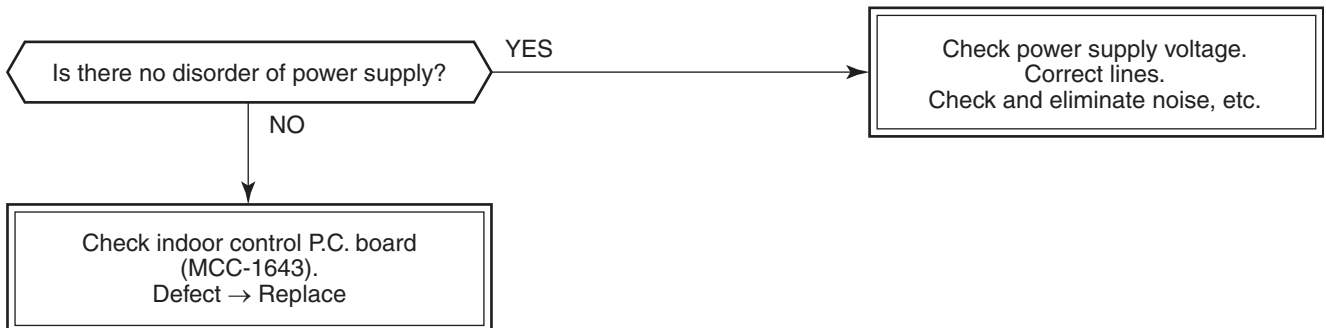 Is there no disorder of power supply?
YES
Check power supply voltage.
Correct lines.
Check and eliminate noise, etc.
NO
Check indoor control P.C. board
(MCC-1643).
Defect → Replace